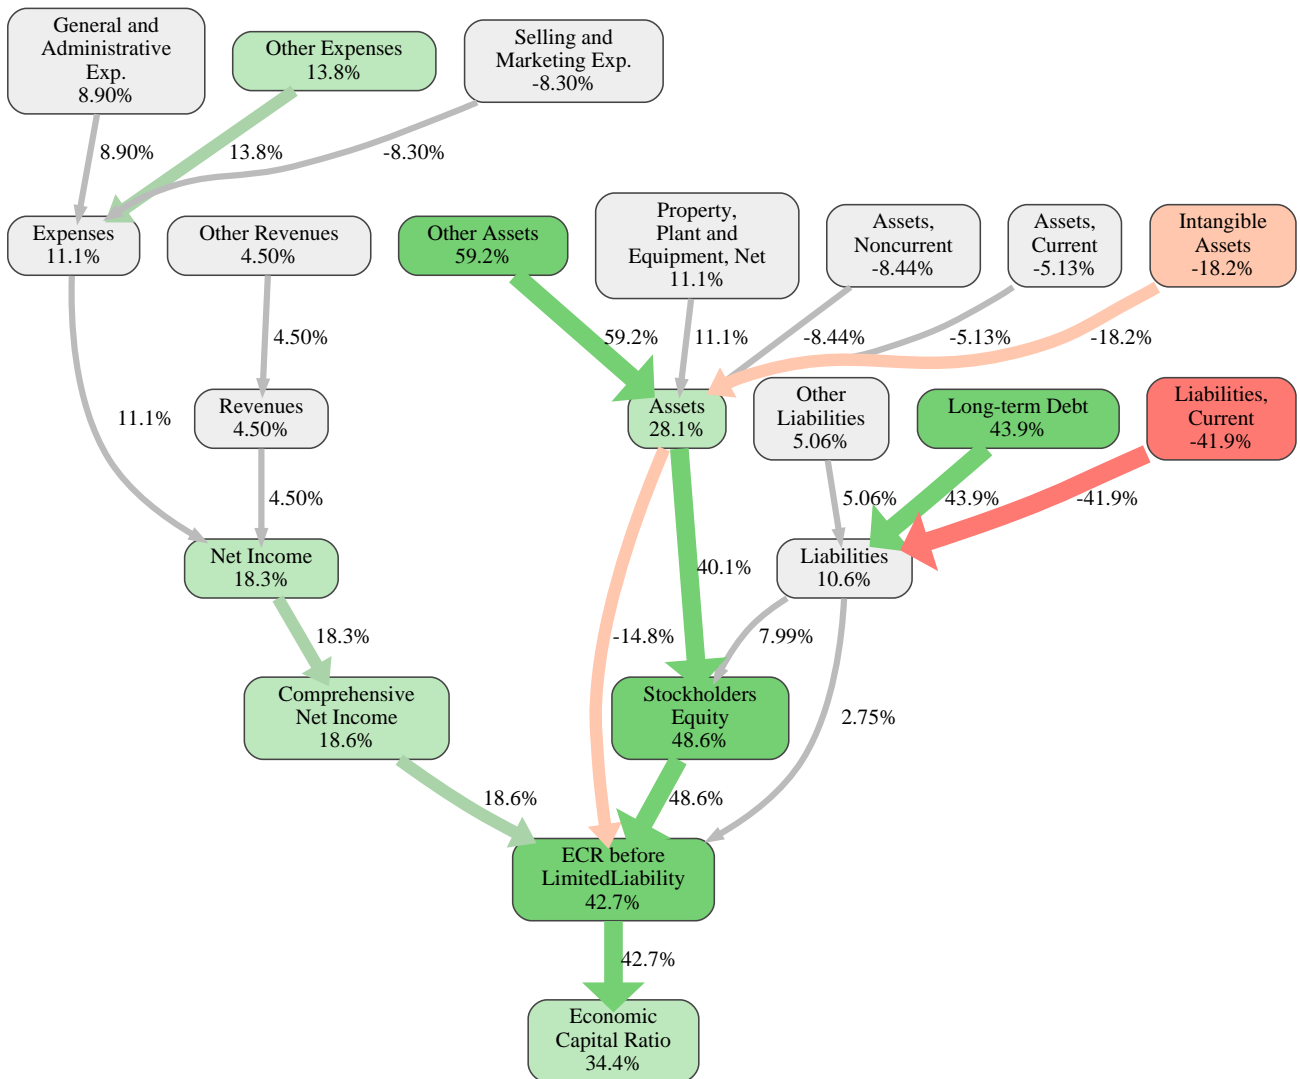 General and
Administrative
Exp.
8.90%
Other Expenses
13.8%
Selling and
Marketing Exp.
-8.30%
8.90%
13.8%
-8.30%
Expenses
11.1%
Other Revenues
4.50%
Other Assets
59.2%
Property,
Plant and
Equipment, Net
11.1%
Assets,
Noncurrent
-8.44%
Assets,
Current
-5.13%
Intangible
Assets
-18.2%
4.50%
59.2%
11.1%
-8.44%
-5.13%
-18.2%
11.1%
Revenues
4.50%
Assets
28.1%
Other
Liabilities
5.06%
Long-term Debt
43.9%
Liabilities,
Current
-41.9%
4.50%
5.06%
43.9%
-41.9%
Net Income
18.3%
40.1%
Liabilities
10.6%
18.3%
-14.8%
7.99%
Comprehensive
Net Income
18.6%
Stockholders
Equity
48.6%
2.75%
18.6%
48.6%
ECR before
LimitedLiability
42.7%
42.7%
Economic
Capital Ratio
34.4%